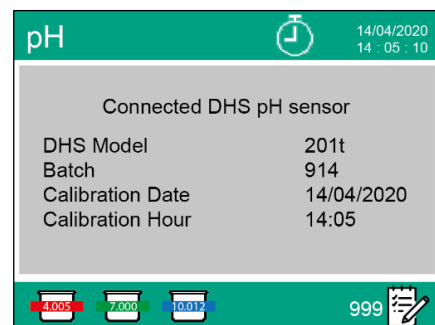 pH
14/04/2020
14 : 05 : 10
Connected DHS pH sensor
DHS Model 201t
Batch 914
Calibration Date 14/04/2020
Calibration Hour 14:05
4.005 7.000 10.012 999